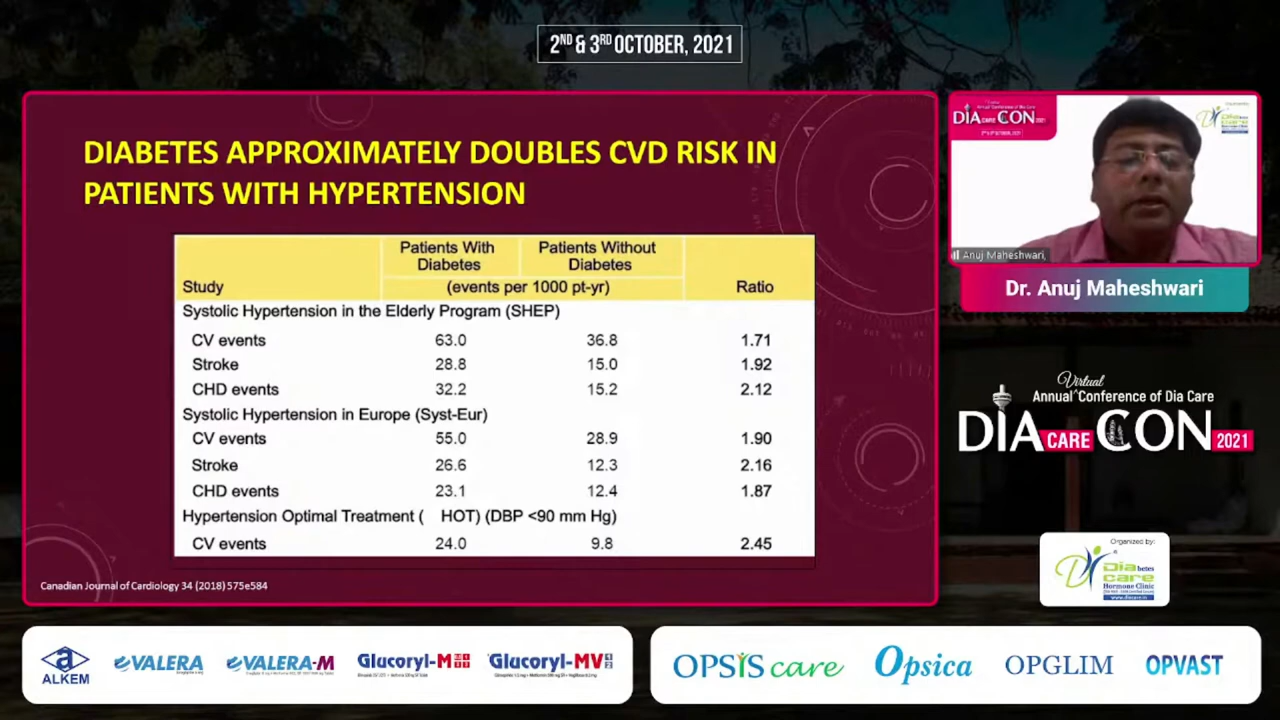 2ND & 3RD OCTOBER, 2021
DIABETES APPROXIMATELY DOUBLES CVD RISK IN
PATIENTS WITH HYPERTENSION
Patients With Diabetes Patients Without Diabetes
Study (events per 1000 pt-yr) Ratio
Systolic Hypertension in the Elderly Program (SHEP)
CV events 63.0 36.8 1.71
Stroke 28.8 15.0 1.92
CHD events 32.2 15.2 2.12
Systolic Hypertension in Europe (Syst-Eur)
CV events 55.0 28.9 1.90
Stroke 26.6 12.3 2.16
CHD events 23.1 12.4 1.87
Hypertension Optimal Treatment ( HOT) (DBP <90 mm Hg)
CV events 24.0 9.8 2.45
Canadian Journal of Cardiology 34 (2018) 575e584
DIA CARE CON 2021
Anuj Maheshwari,
Dr. Anuj Maheshwari
Virtual
Annual Conference of Dia Care
DIA CARE CON 2021
Organized by:
Diabetes
care
Hormone Clinic
ALKEM
VALERA
VALERA-M
Glucoryl-M
Glucoryl-MV
OPSIS care
Opsica
OPGLIM
OPVAST